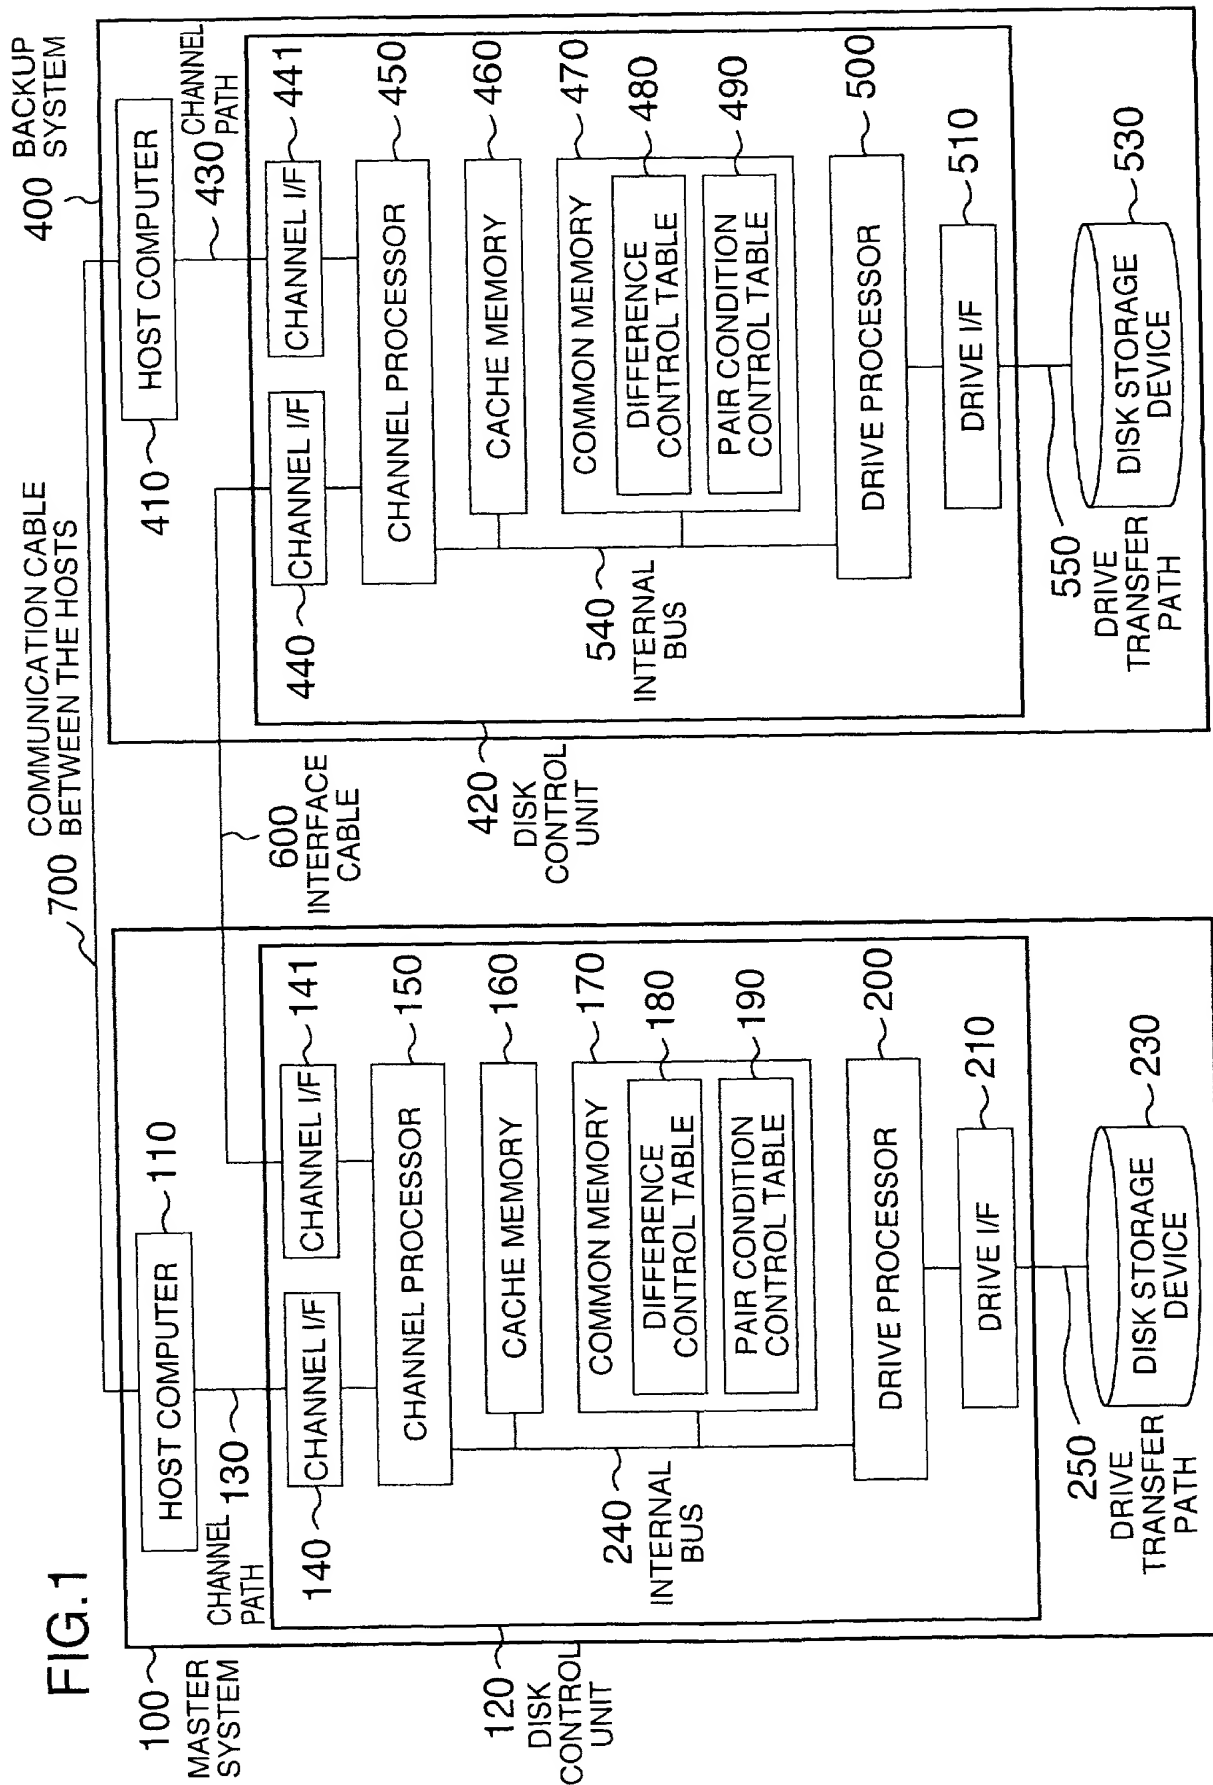 FIG.1
700 COMMUNICATION CABLE
BETWEEN THE HOSTS
100
MASTER
SYSTEM
HOST COMPUTER
110
CHANNEL
PATH
130
140
CHANNEL I/F
CHANNEL I/F
141
CHANNEL PROCESSOR
150
CACHE MEMORY
160
COMMON MEMORY
170
DIFFERENCE
CONTROL TABLE
180
PAIR CONDITION
CONTROL TABLE
190
240
INTERNAL
BUS
DRIVE PROCESSOR
200
DRIVE I/F
210
120
DISK
CONTROL
UNIT
250
DRIVE
TRANSFER
PATH
DISK STORAGE
DEVICE
230
600
INTERFACE
CABLE
400 BACKUP
SYSTEM
410
HOST COMPUTER
430
CHANNEL
PATH
440
CHANNEL I/F
CHANNEL I/F
441
CHANNEL PROCESSOR
450
CACHE MEMORY
460
COMMON MEMORY
470
DIFFERENCE
CONTROL TABLE
480
PAIR CONDITION
CONTROL TABLE
490
540
INTERNAL
BUS
DRIVE PROCESSOR
500
DRIVE I/F
510
420
DISK
CONTROL
UNIT
550
DRIVE
TRANSFER
PATH
DISK STORAGE
DEVICE
530